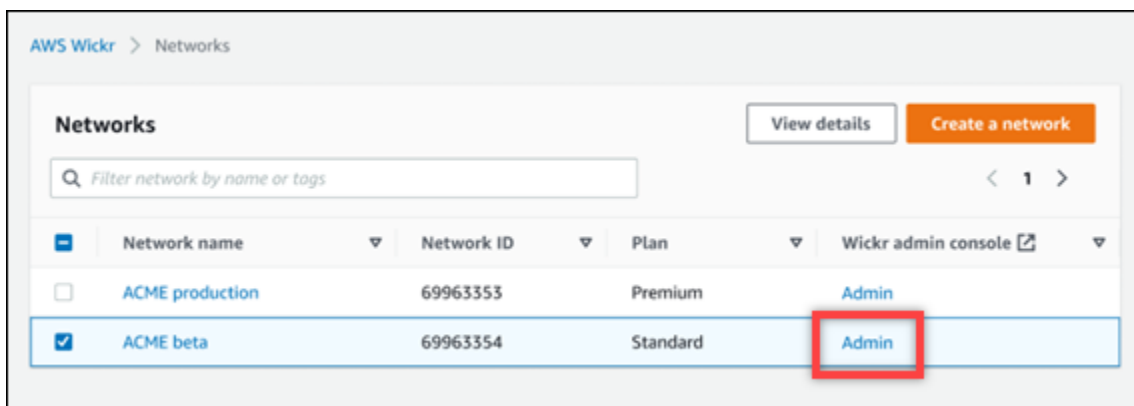 AWS Wickr > Networks
Networks View details Create a network
Filter network by name or tags < 1 >
Network name Network ID Plan Wickr admin console
ACME production 69963353 Premium Admin
ACME beta 69963354 Standard Admin